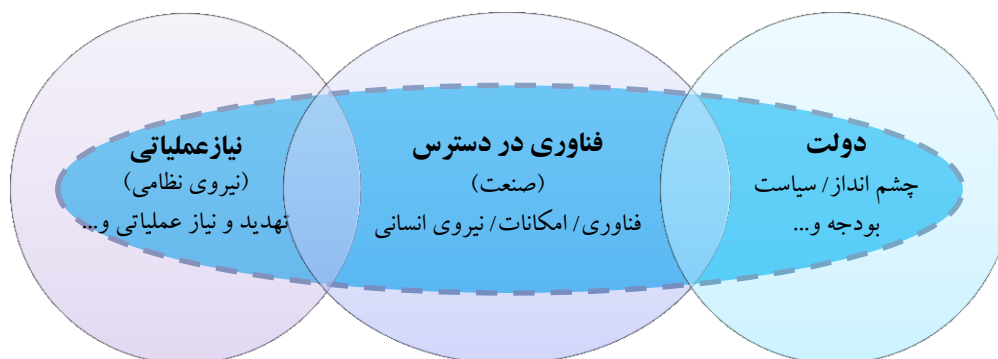 دولت
چشم انداز/ سیاست
بودجه و...
فناوری در دسترس
(صنعت)
فناوری/ امکانات/ نیروی انسانی
نیازعملیاتی
(نیروی نظامی)
تهدید و نیاز عملیاتی و...